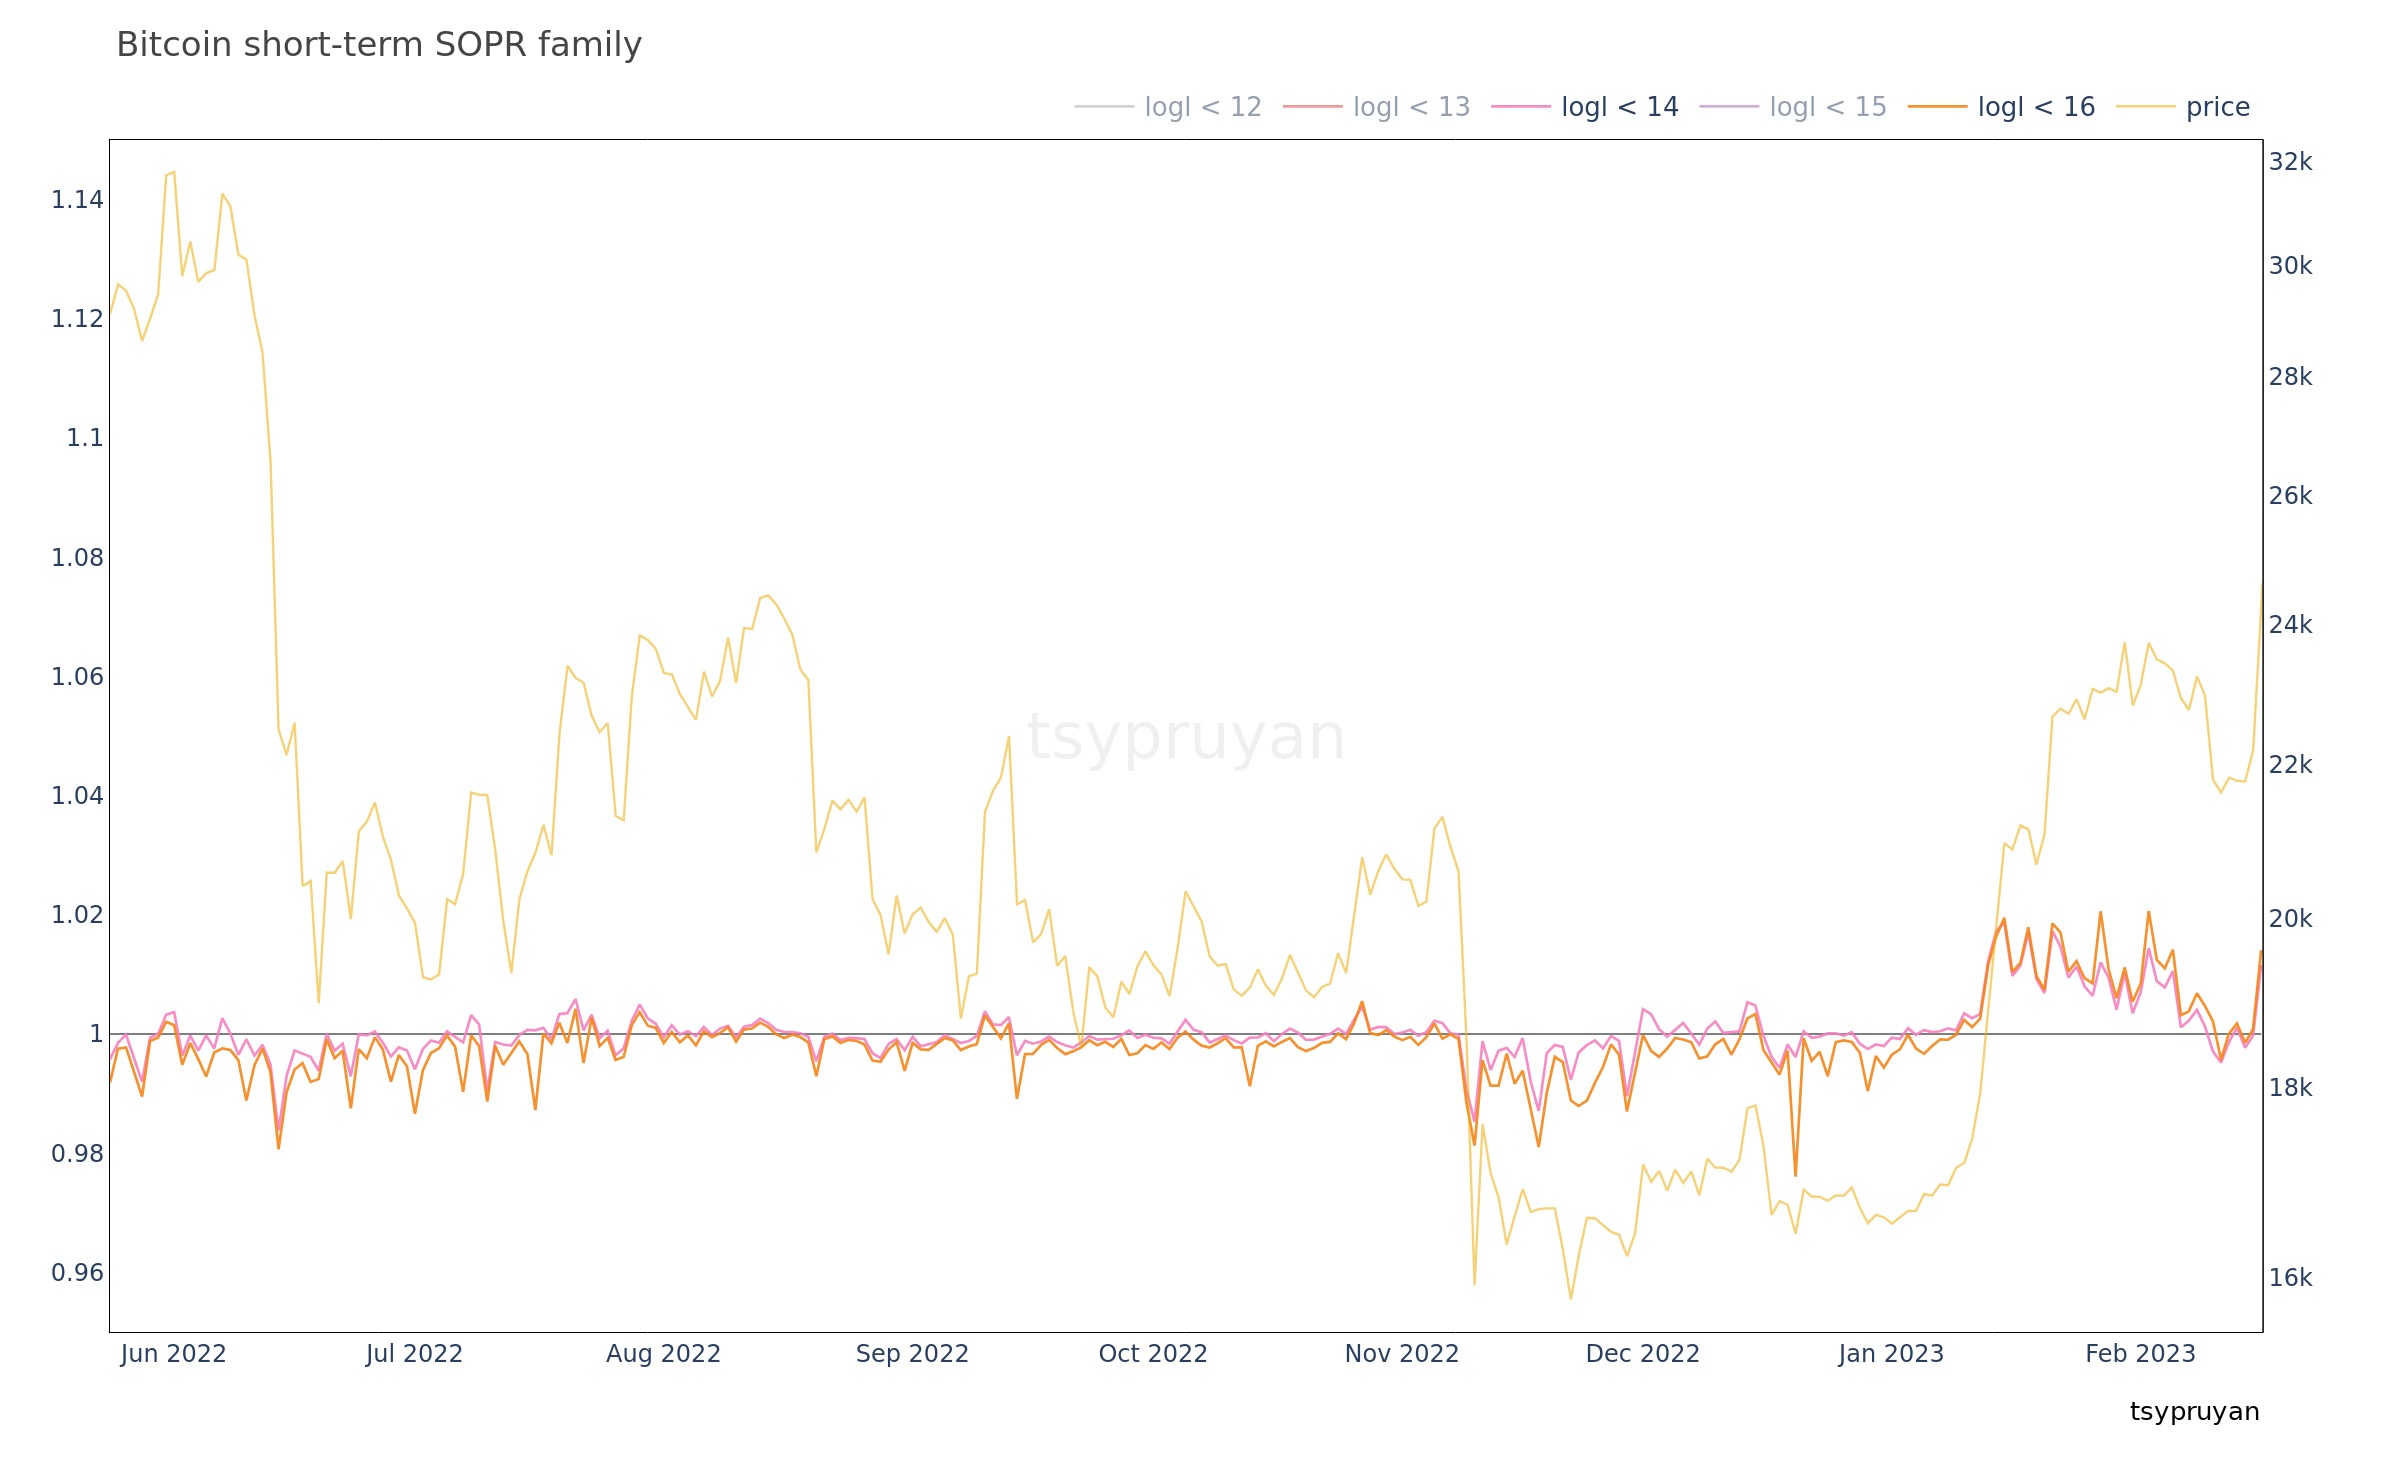 Bitcoin short-term SOPR family
logl < 12 logl < 13 logl < 14 logl < 15 logl < 16 price
1.14
1.12
1.1
1.08
1.06
1.04
1.02
1
0.98
0.96
32k
30k
28k
26k
24k
22k
20k
18k
16k
tsypruyan
Jun 2022 Jul 2022 Aug 2022 Sep 2022 Oct 2022 Nov 2022 Dec 2022 Jan 2023 Feb 2023
tsypruyan